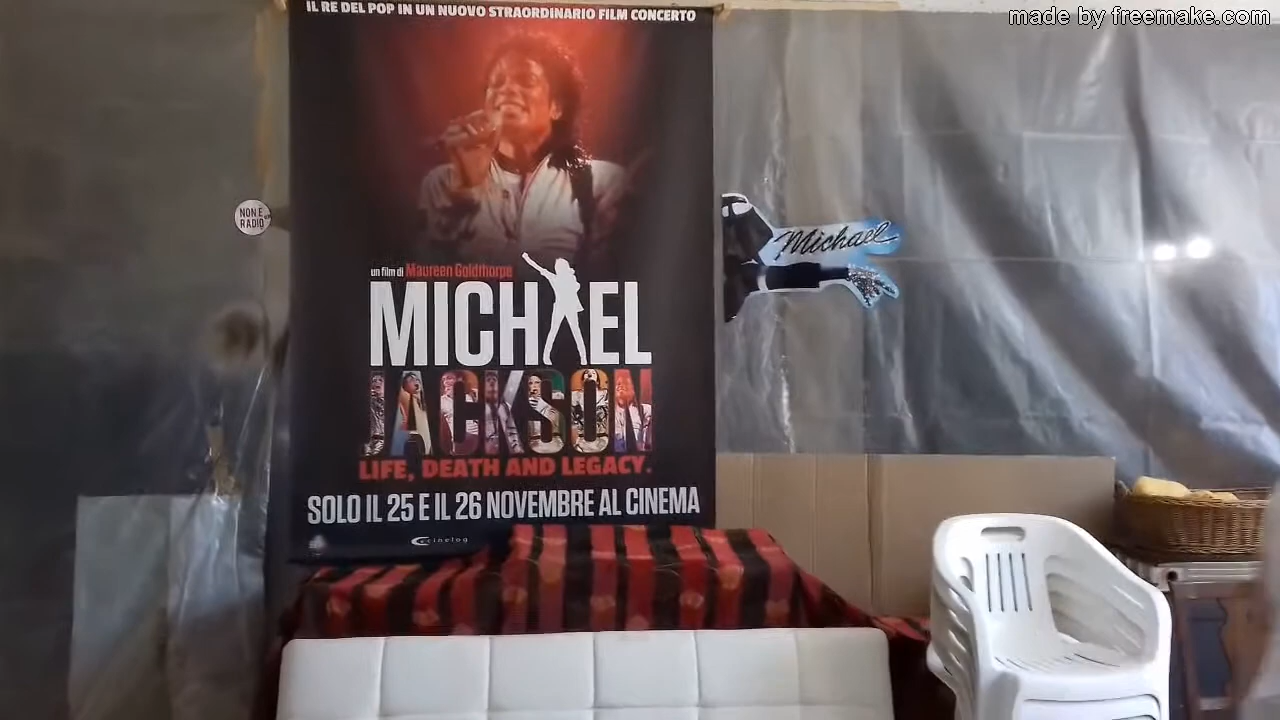 made by freemake.com
IL RE DEL POP IN UN NUOVO STRAORDINARIO FILM CONCERTO
NON È
RADIO
Michael
un film di Maureen Goldthorpe
MICHAEL
JACKSON
LIFE, DEATH AND LEGACY.
SOLO IL 25 E IL 26 NOVEMBRE AL CINEMA
cinelog